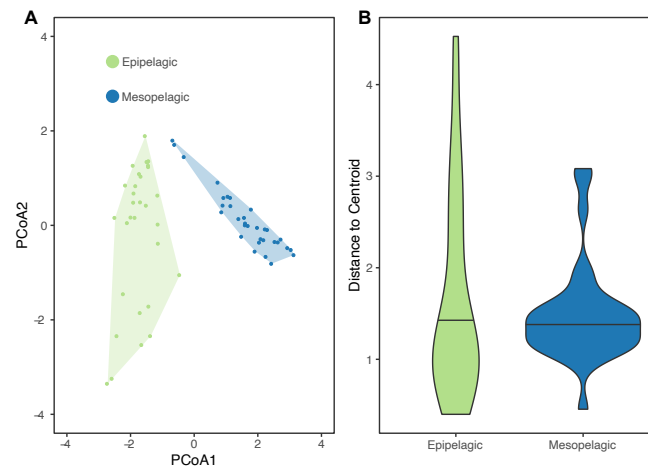 A
4
2
0
-2
-4
PCoA2
Epipelagic
Mesopelagic
-4
-2
0
2
4
PCoA1
B
4
3
2
1
Distance to Centroid
Epipelagic
Mesopelagic